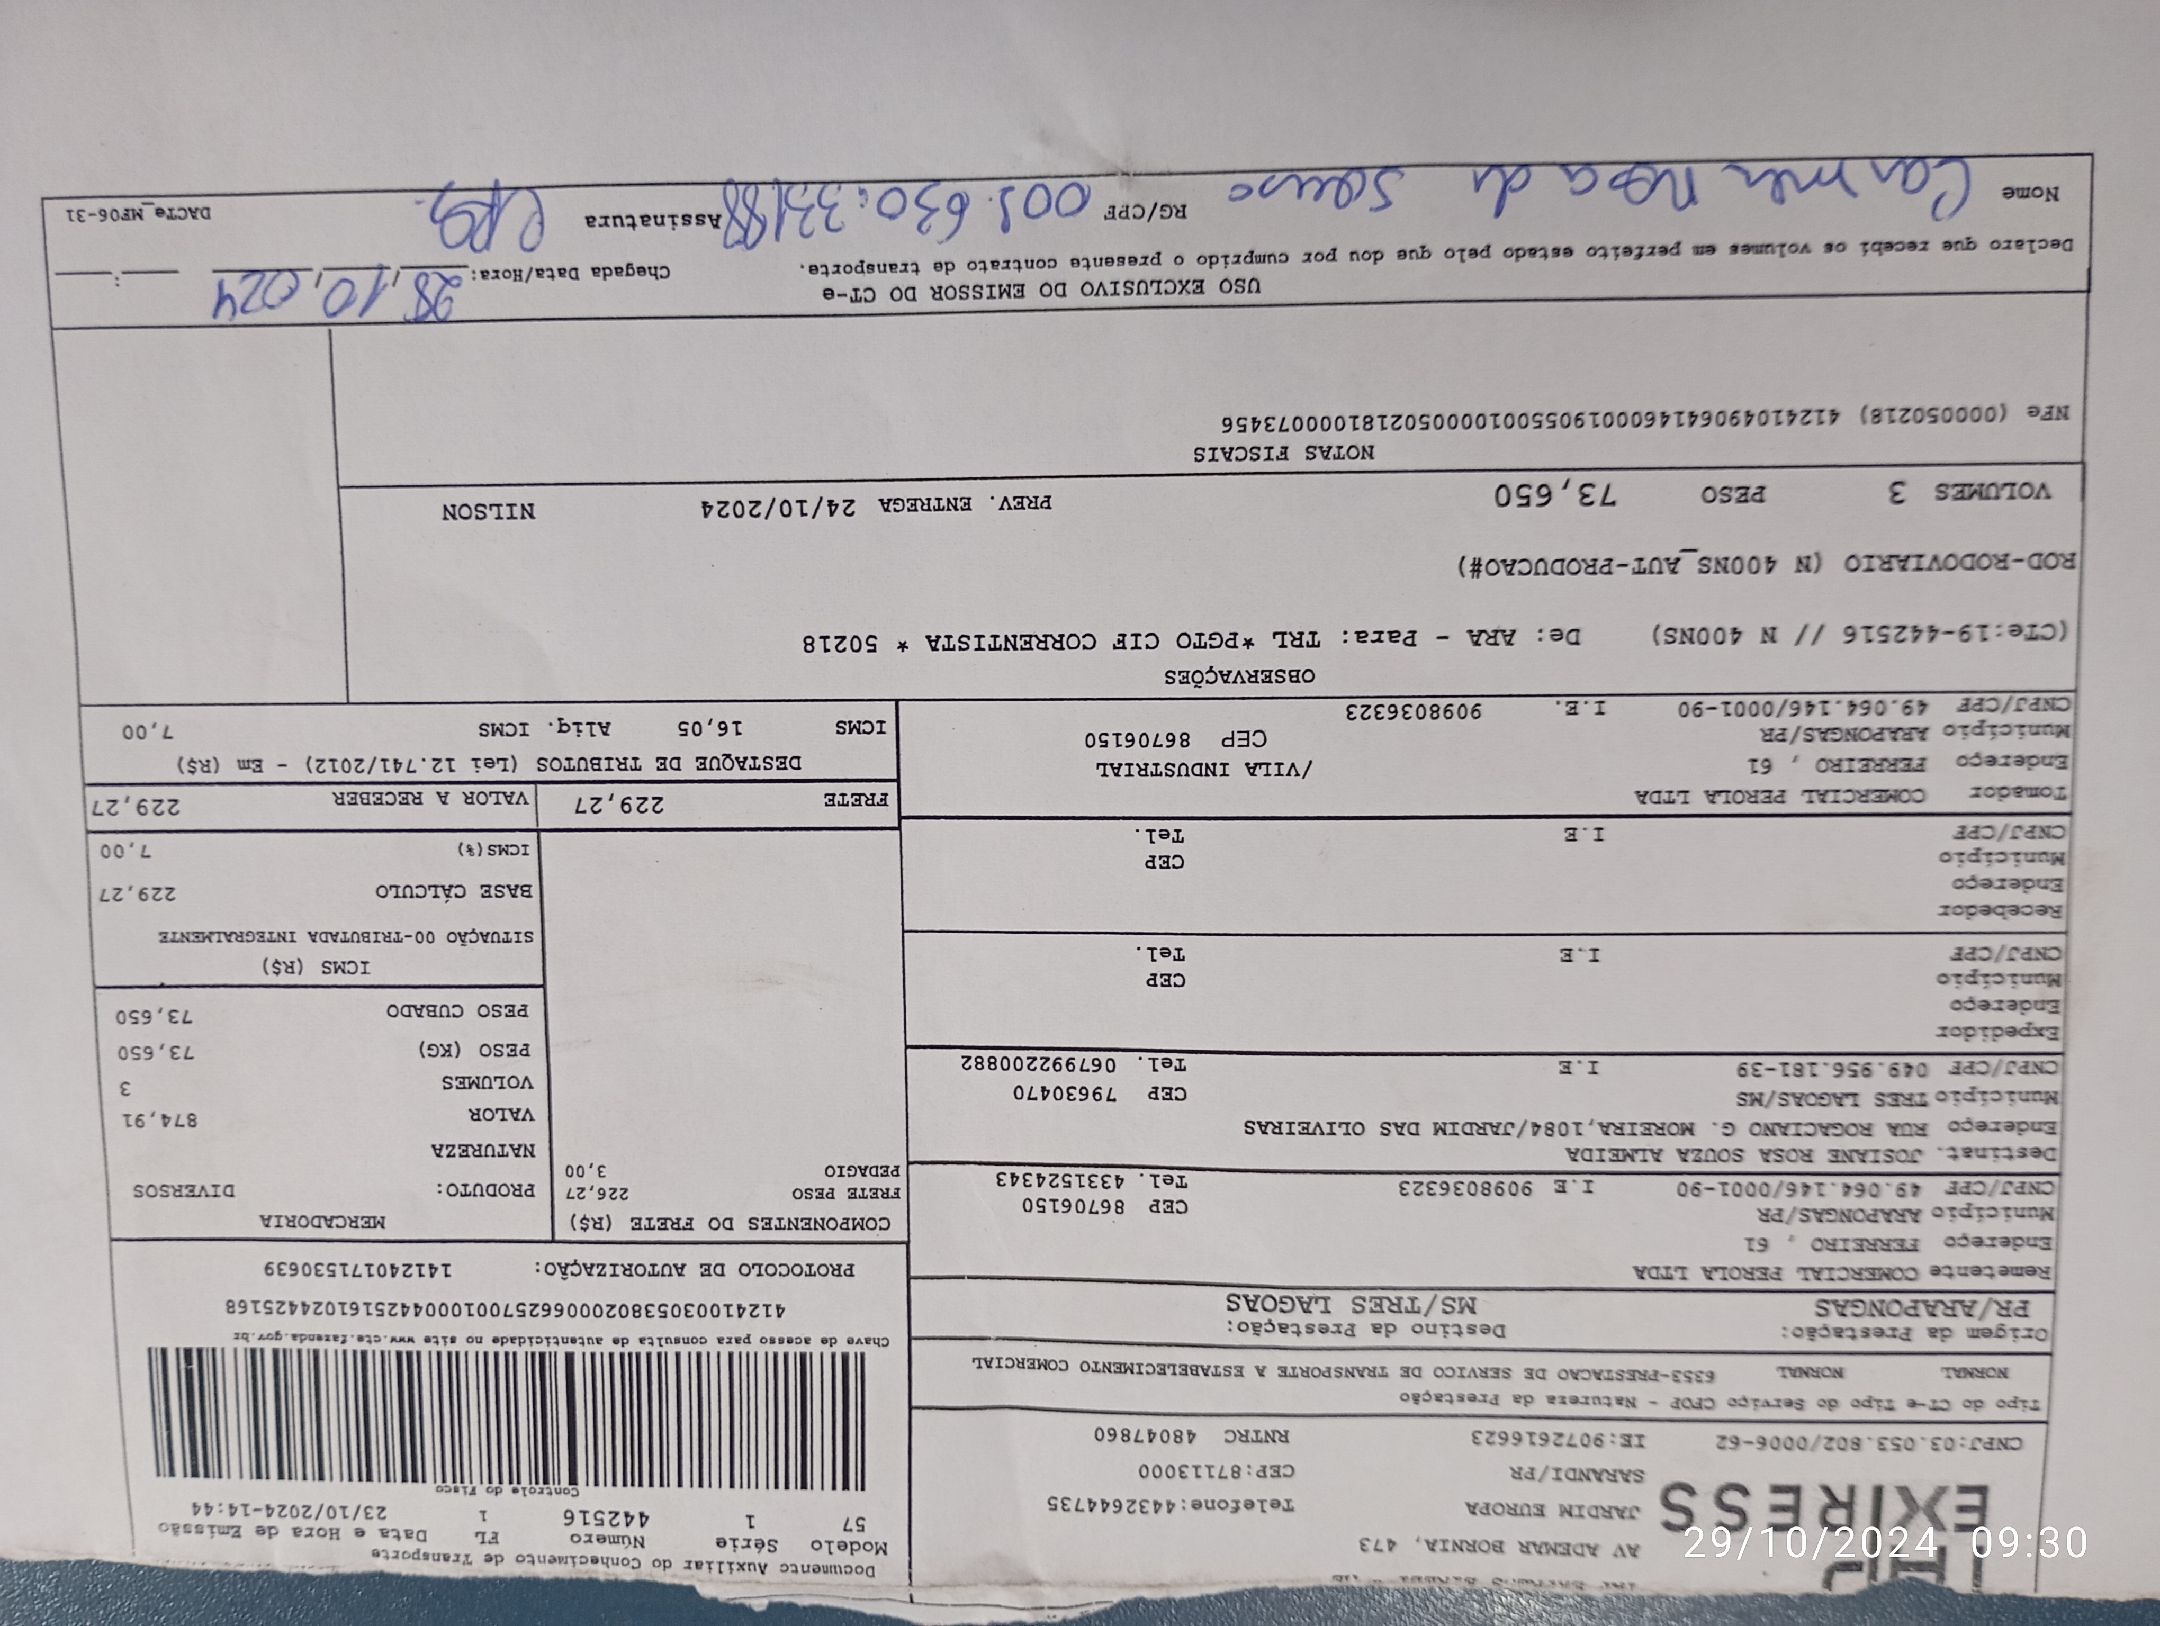 Documento Auxiliar do Conhecimento de Transporte
Modelo Série Número FL Data e Hora de Emissão
57 1 442516 1 23/10/2024-14:44
Controle do Fisco
EXPRESS
AV ADEMAR BORNIA, 473
JARDIM EUROPA Telefone:4432644735
SARANDI/PR CEP:87113000
CNPJ:03.053.802/0006-62 IE:9072616623 RNTRC 48047860
Tipo do CT-e Tipo do Serviço CFOP - Natureza da Prestação
NORMAL NORMAL 6353-PRESTACAO DE SERVICO DE TRANSPORTE A ESTABELECIMENTO COMERCIAL
Chave de acesso para consulta de autenticidade no site www.cte.fazenda.gov.br
41241003053802000662570010004425161024425168
PROTOCOLO DE AUTORIZAÇÃO: 141240171530639
Origem da Prestação: Destino da Prestação:
PR/ARAPONGAS MS/TRES LAGOAS
Remetente COMERCIAL PEROLA LTDA
Endereço FERREIRO , 61
Município ARAPONGAS/PR CEP 86706150
CNPJ/CPF 49.064.146/0001-90 I.E 9098036323 Tel. 4331524343
Destinat. JOSIANE ROSA SOUZA ALMEIDA
Endereço RUA ROGACIANO G. MOREIRA,1084/JARDIM DAS OLIVEIRAS
Município TRES LAGOAS/MS CEP 79630470
CNPJ/CPF 049.956.181-39 I.E Tel. 067992200882
Expedidor
Endereço
Município CEP
CNPJ/CPF I.E Tel.
Recebedor
Endereço
Município CEP
CNPJ/CPF I.E Tel.
Tomador COMERCIAL PEROLA LTDA
Endereço FERREIRO , 61 /VILA INDUSTRIAL
Município ARAPONGAS/PR CEP 86706150
CNPJ/CPF 49.064.146/0001-90 I.E. 9098036323
COMPONENTES DO FRETE (R$)
FRETE PESO 226,27
PEDAGIO 3,00
MERCADORIA
PRODUTO: DIVERSOS
NATUREZA
VALOR 874,91
VOLUMES 3
PESO (KG) 73,650
PESO CUBADO 73,650
ICMS (R$)
SITUAÇÃO 00-TRIBUTADA INTEGRALMENTE
BASE CÁLCULO 229,27
ICMS(%) 7,00
FRETE 229,27 VALOR A RECEBER 229,27
DESTAQUE DE TRIBUTOS (Lei 12.741/2012) - Em (R$)
ICMS 16,05 Aliq. ICMS 7,00
OBSERVAÇÕES
(CTe:19-442516 // N 400NS) De: ARA - Para: TRL *PGTO CIF CORRENTISTA * 50218
ROD-RODOVIARIO (N 400NS_AUT-PRODUCAO#)
VOLUMES 3 PESO 73,650 PREV. ENTREGA 24/10/2024 NILSON
NOTAS FISCAIS
NFe (000050218) 41241049064146000190550010000502181000073456
USO EXCLUSIVO DO EMISSOR DO CT-e
Declaro que recebi os volumes em perfeito estado pelo que dou por cumprido o presente contrato de transporte.
Chegada Data/Hora: 28,10,024 :
Nome Carmen Rosa de Souza RG/CPF 001.630.331/88 Assinatura
DACTe_MF06-31
29/10/2024 09:30